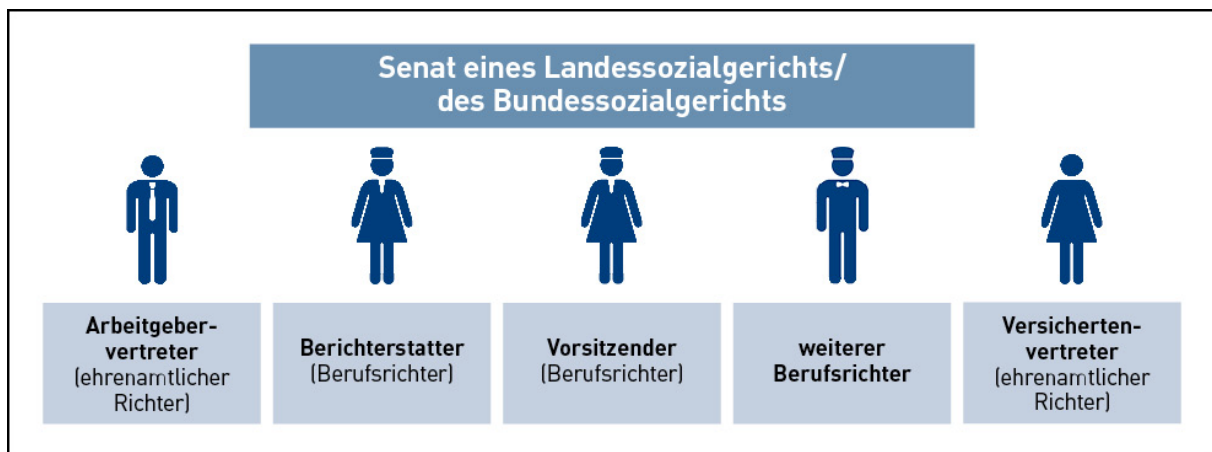 Senat eines Landessozialgerichts/
des Bundessozialgerichts
Arbeitgeber-
vertreter
(ehrenamtlicher
Richter)
Berichterstatter
(Berufsrichter)
Vorsitzender
(Berufsrichter)
weiterer
Berufsrichter
Versicherten-
vertreter
(ehrenamtlicher
Richter)